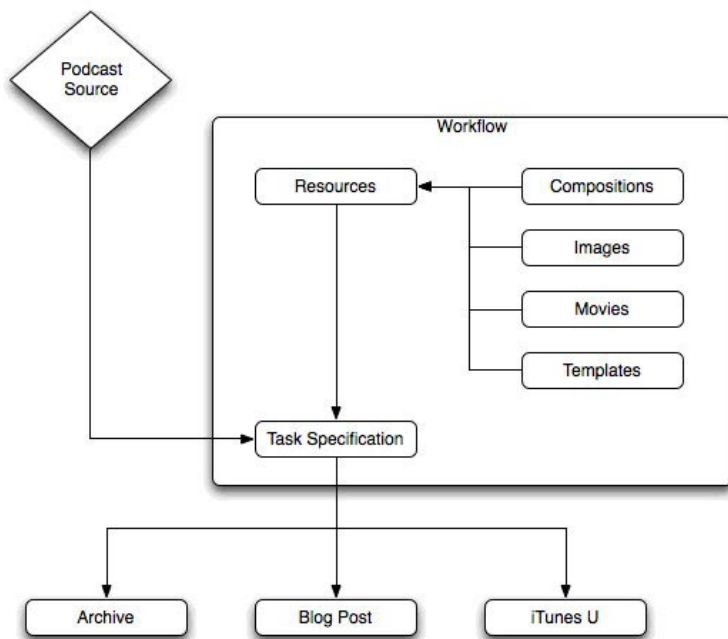 Podcast
Source
Workflow
Resources
Compositions
Images
Movies
Templates
Task Specification
Archive
Blog Post
iTunes U